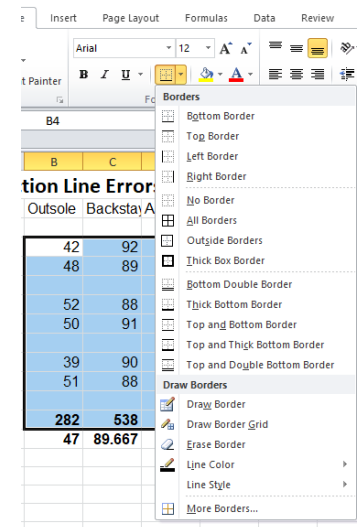 Insert Page Layout Formulas Data Review
Arial 12 A A
Painter B I U A
B4
B C
tion Line Errors
Outsole Backstay A
42 92
48 89
52 88
50 91
39 90
51 88
282 538
47 89.667
Borders
Bottom Border
Top Border
Left Border
Right Border
No Border
All Borders
Outside Borders
Thick Box Border
Bottom Double Border
Thick Bottom Border
Top and Bottom Border
Top and Thick Bottom Border
Top and Double Bottom Border
Draw Borders
Draw Border
Draw Border Grid
Erase Border
Line Color
Line Style
More Borders...